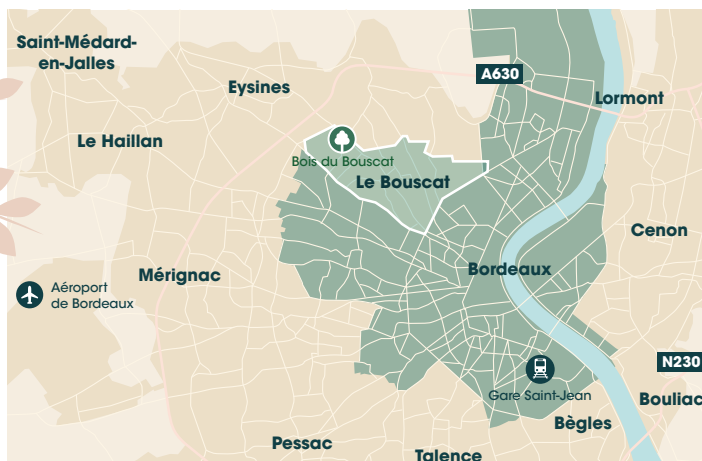 Saint-Médard-
en-Jalles
A630
Eysines
Lormont
Le Haillan
Bois du Bouscat
Le Bouscat
Cenon
Bordeaux
Mérignac
Aéroport
de Bordeaux
N230
Gare Saint-Jean
Bouliac
Bègles
Pessac
Talence